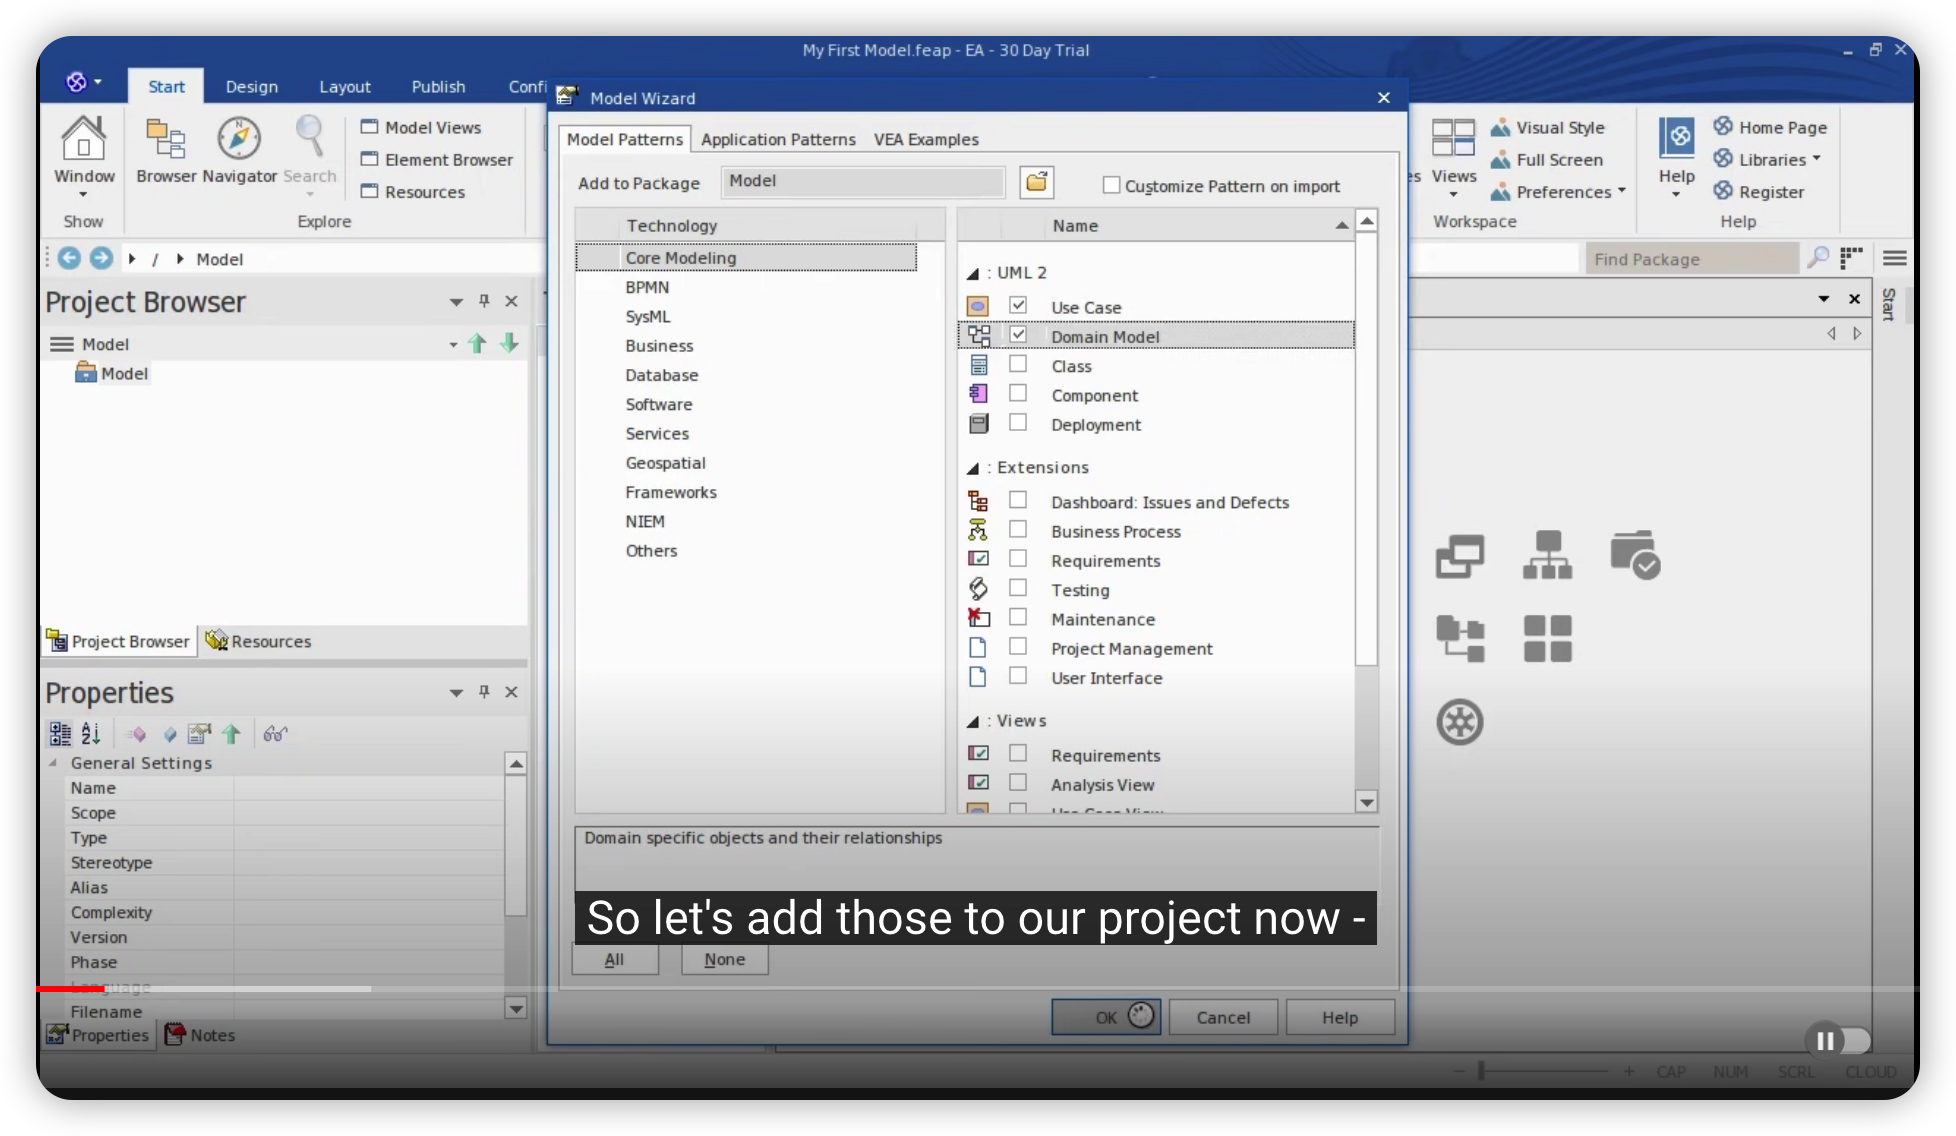 My First Model.feap - EA - 30 Day Trial
Start Design Layout Publish Confi
Window
Show
Browser Navigator Search
Model Views
Element Browser
Resources
Explore
Model Wizard
Model Patterns Application Patterns VEA Examples
Add to Package Model
Customize Pattern on import
Technology
Core Modeling
BPMN
SysML
Business
Database
Software
Services
Geospatial
Frameworks
NIEM
Others
Name
: UML 2
Use Case
Domain Model
Class
Component
Deployment
: Extensions
Dashboard: Issues and Defects
Business Process
Requirements
Testing
Maintenance
Project Management
User Interface
: Views
Requirements
Analysis View
Use Case View
Domain specific objects and their relationships
So let's add those to our project now -
All None
OK Cancel Help
es Views
Visual Style
Full Screen
Preferences
Workspace
Help
Home Page
Libraries
Register
Help
/ Model
Find Package
Start
Project Browser
Model
Model
Project Browser Resources
Properties
General Settings
Name
Scope
Type
Stereotype
Alias
Complexity
Version
Phase
Language
Filename
Properties Notes
CAP NUM SCRL CLOUD